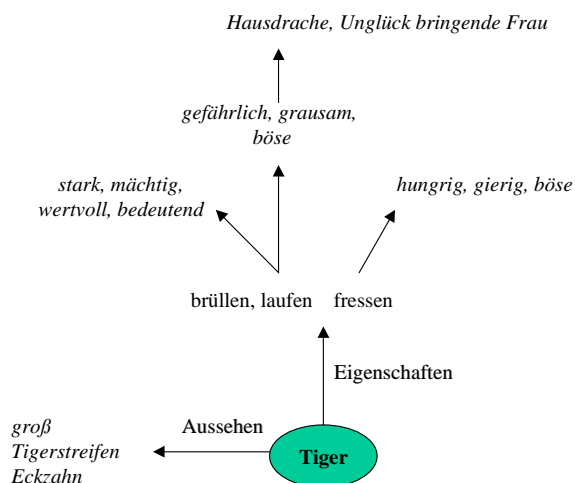 Hausdrache, Unglück bringende Frau
gefährlich, grausam,
böse
stark, mächtig,
wertvoll, bedeutend
hungrig, gierig, böse
brüllen, laufen fressen
Eigenschaften
Aussehen
groß
Tigerstreifen
Eckzahn
Tiger